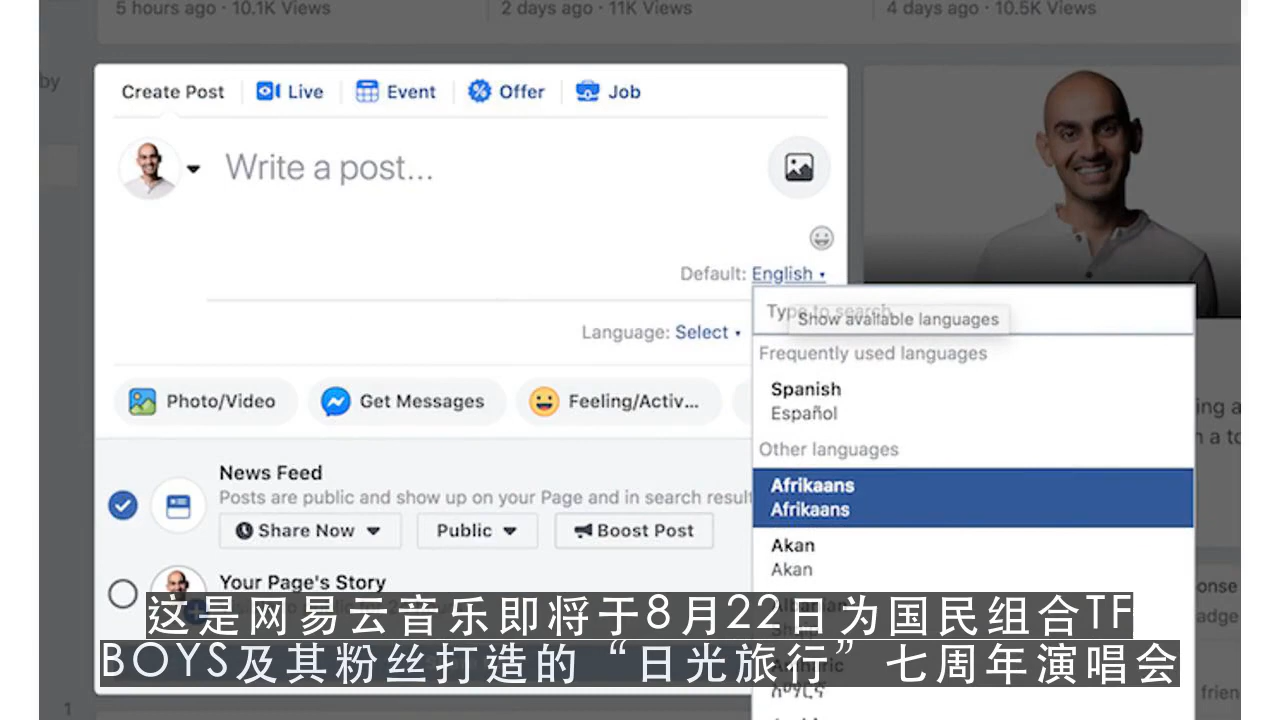 5 hours ago · 10.1K Views
2 days ago · 11K Views
4 days ago · 10.5K Views
by
Create Post
Live
Event
Offer
Job
Write a post...
Default: English
Type to search
Show available languages
Language: Select
Frequently used languages
Spanish
Español
Other languages
Photo/Video
Get Messages
Feeling/Activ...
Afrikaans
Afrikaans
News Feed
Posts are public and show up on your Page and in search result
Share Now
Public
Boost Post
Akan
Akan
Your Page's Story
这是网易云音乐即将于8月22日为国民组合TF
BOYS及其粉丝打造的“日光旅行”七周年演唱会
አማርኛ
1